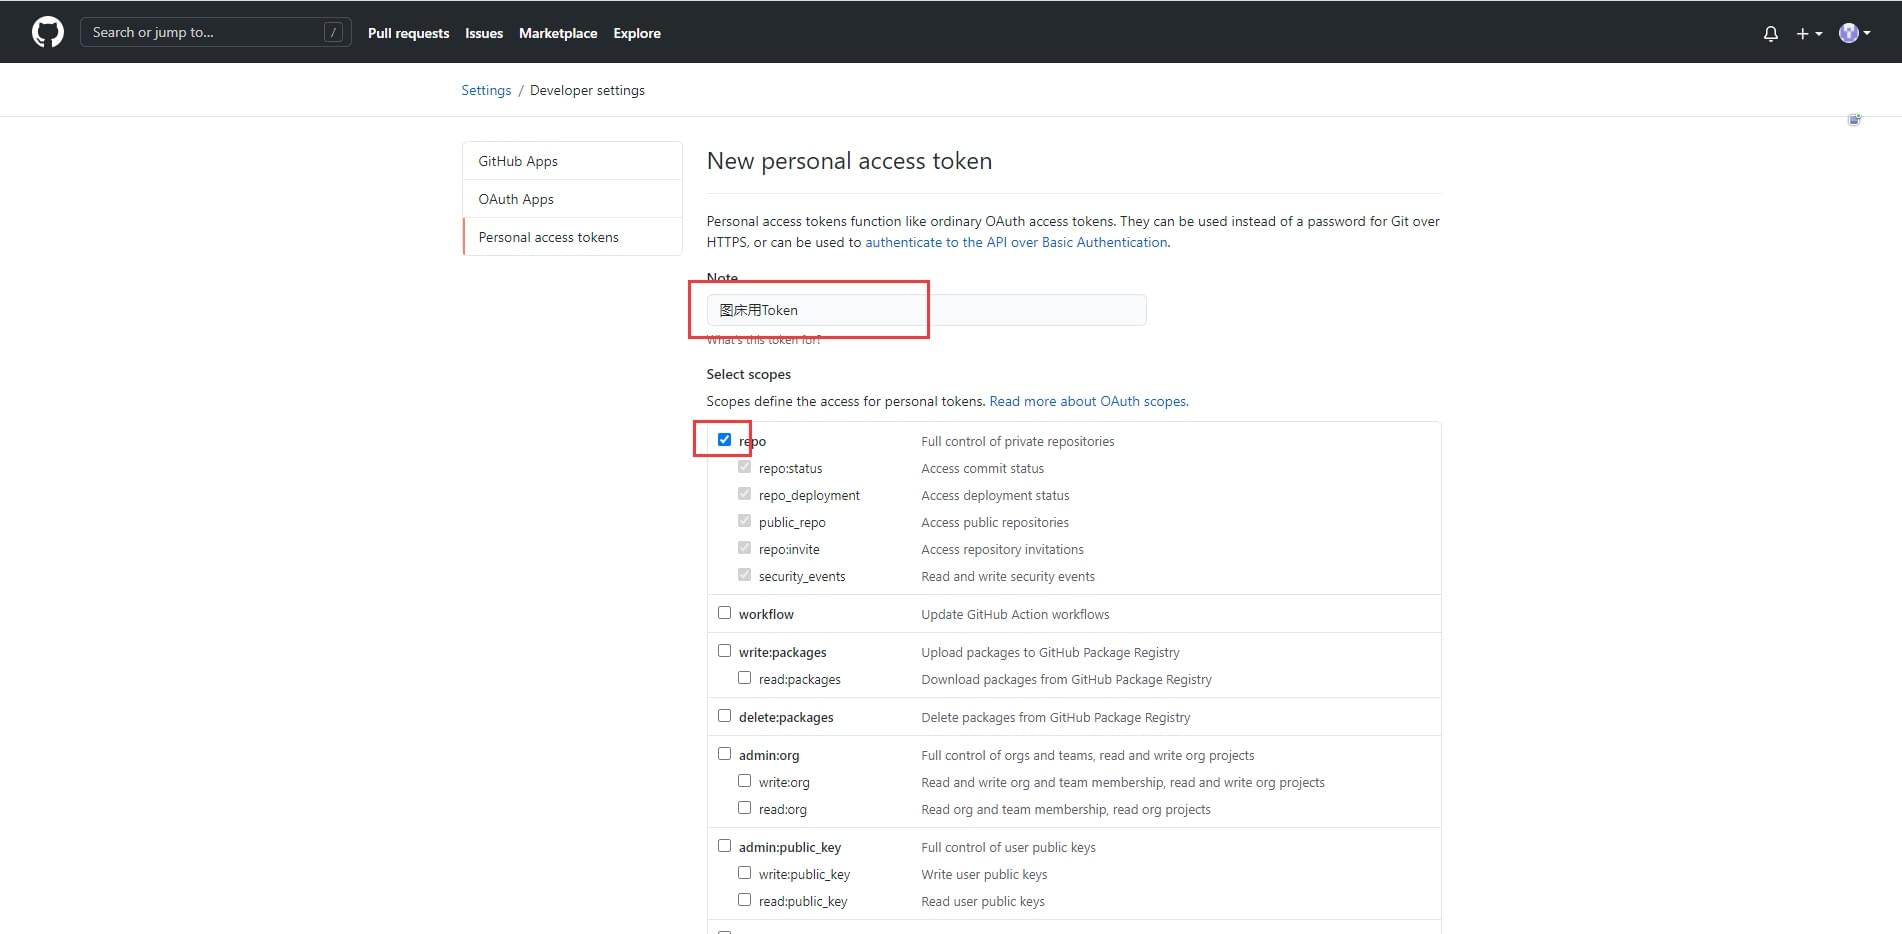 Search or jump to... /
Pull requests Issues Marketplace Explore
Settings / Developer settings
GitHub Apps
OAuth Apps
Personal access tokens
New personal access token
Personal access tokens function like ordinary OAuth access tokens. They can be used instead of a password for Git over
HTTPS, or can be used to authenticate to the API over Basic Authentication.
Note
图床用Token
What's this token for?
Select scopes
Scopes define the access for personal tokens. Read more about OAuth scopes.
repo Full control of private repositories
repo:status Access commit status
repo_deployment Access deployment status
public_repo Access public repositories
repo:invite Access repository invitations
security_events Read and write security events
workflow Update GitHub Action workflows
write:packages Upload packages to GitHub Package Registry
read:packages Download packages from GitHub Package Registry
delete:packages Delete packages from GitHub Package Registry
admin:org Full control of orgs and teams, read and write org projects
write:org Read and write org and team membership, read and write org projects
read:org Read org and team membership, read org projects
admin:public_key Full control of user public keys
write:public_key Write user public keys
read:public_key Read user public keys